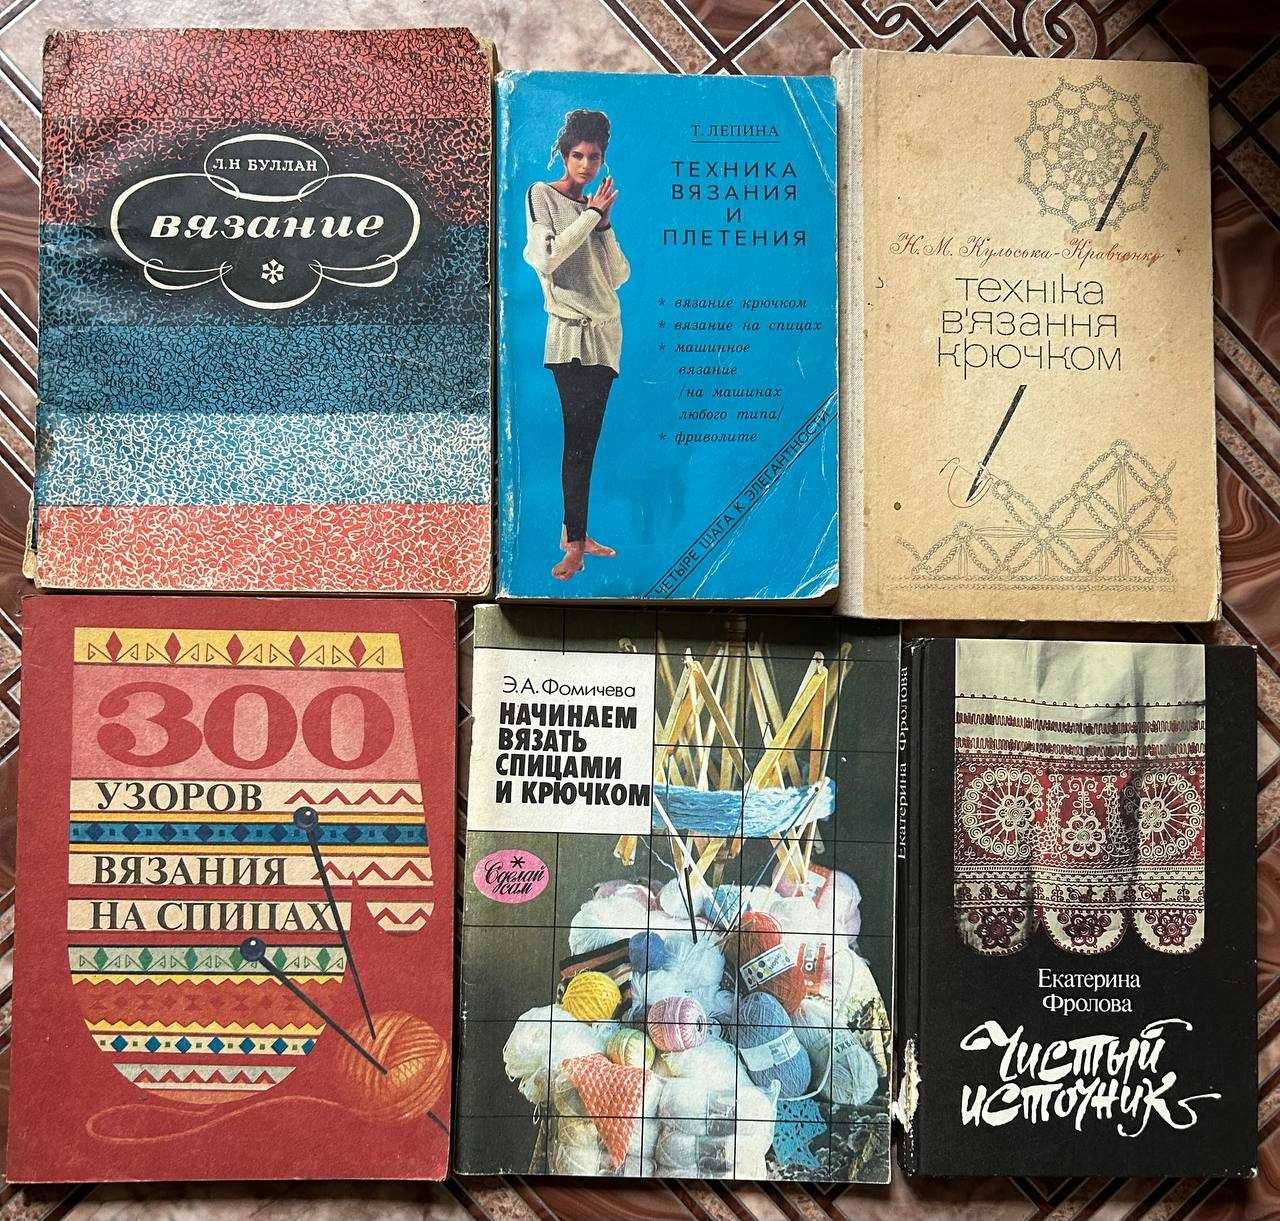 Л.Н БУЛЛАН
вязание
Т. ЛЕПИНА
ТЕХНИКА
ВЯЗАНИЯ
И
ПЛЕТЕНИЯ
* вязание крючком
* вязание на спицах
* машинное
вязание
/на машинах
любого типа/
* фриволите
ЧЕТЫРЕ ШАГА К ЭЛЕГАНТНОСТИ
Н. М. Кульська-Кравченко
техніка
в'язання
крючком
300
УЗОРОВ
ВЯЗАНИЯ
НА СПИЦАХ
Э.А. Фомичева
НАЧИНАЕМ
ВЯЗАТЬ
СПИЦАМИ
И КРЮЧКОМ
*
Сделай
сам
Екатерина Фролова
Екатерина
Фролова
Чистый
источник